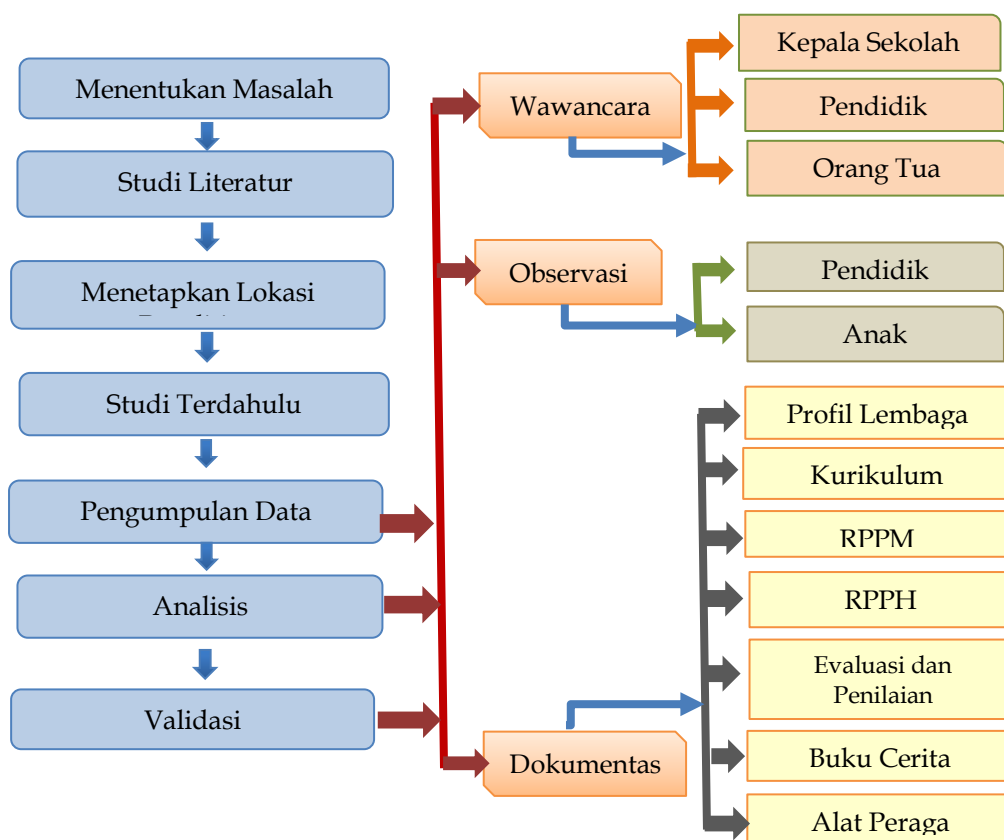 Menentukan Masalah
Studi Literatur
Menetapkan Lokasi
Studi Terdahulu
Pengumpulan Data
Analisis
Validasi
Wawancara
Observasi
Dokumentas
Kepala Sekolah
Pendidik
Orang Tua
Pendidik
Anak
Profil Lembaga
Kurikulum
RPPM
RPPH
Evaluasi dan
Penilaian
Buku Cerita
Alat Peraga